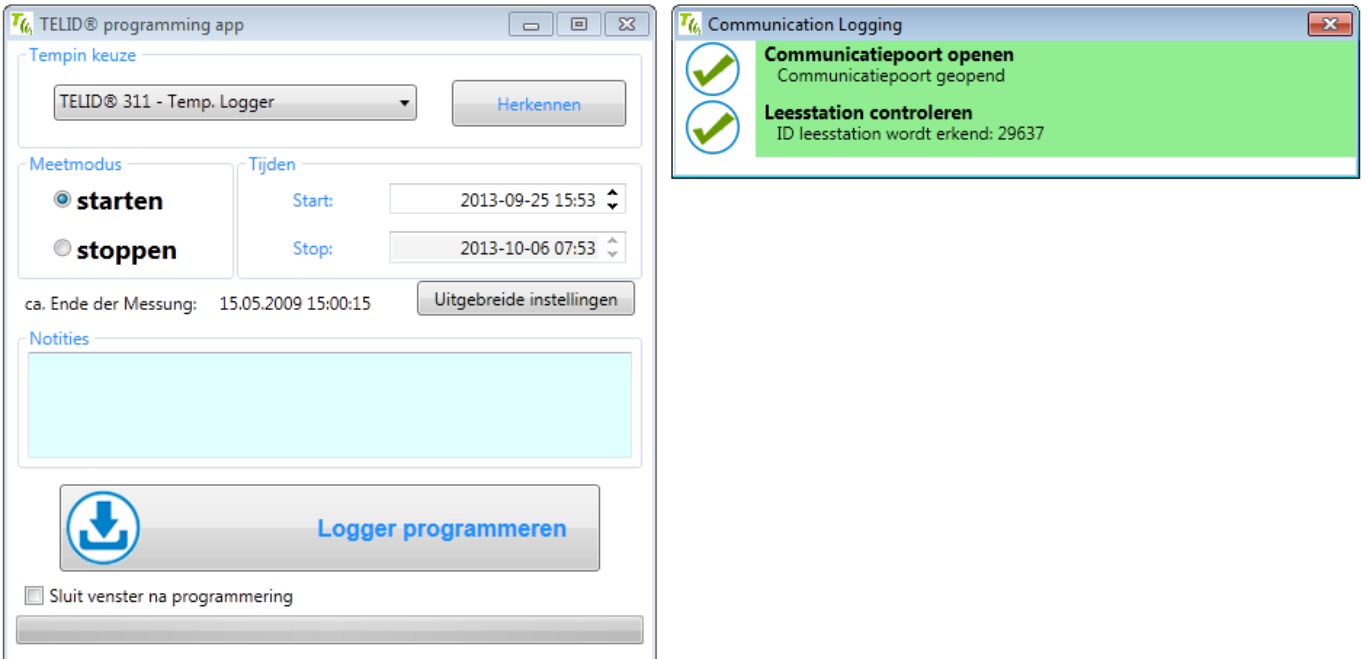 TELID® programming app
Tempin keuze
TELID® 311 - Temp. Logger
Herkennen
Meetmodus
starten
stoppen
Tijden
Start: 2013-09-25 15:53
Stop: 2013-10-06 07:53
ca. Ende der Messung: 15.05.2009 15:00:15
Uitgebreide instellingen
Notities
Logger programmeren
Sluit venster na programmering
Communication Logging
Communicatiepoort openen
Communicatiepoort geopend
Leesstation controleren
ID leesstation wordt erkend: 29637